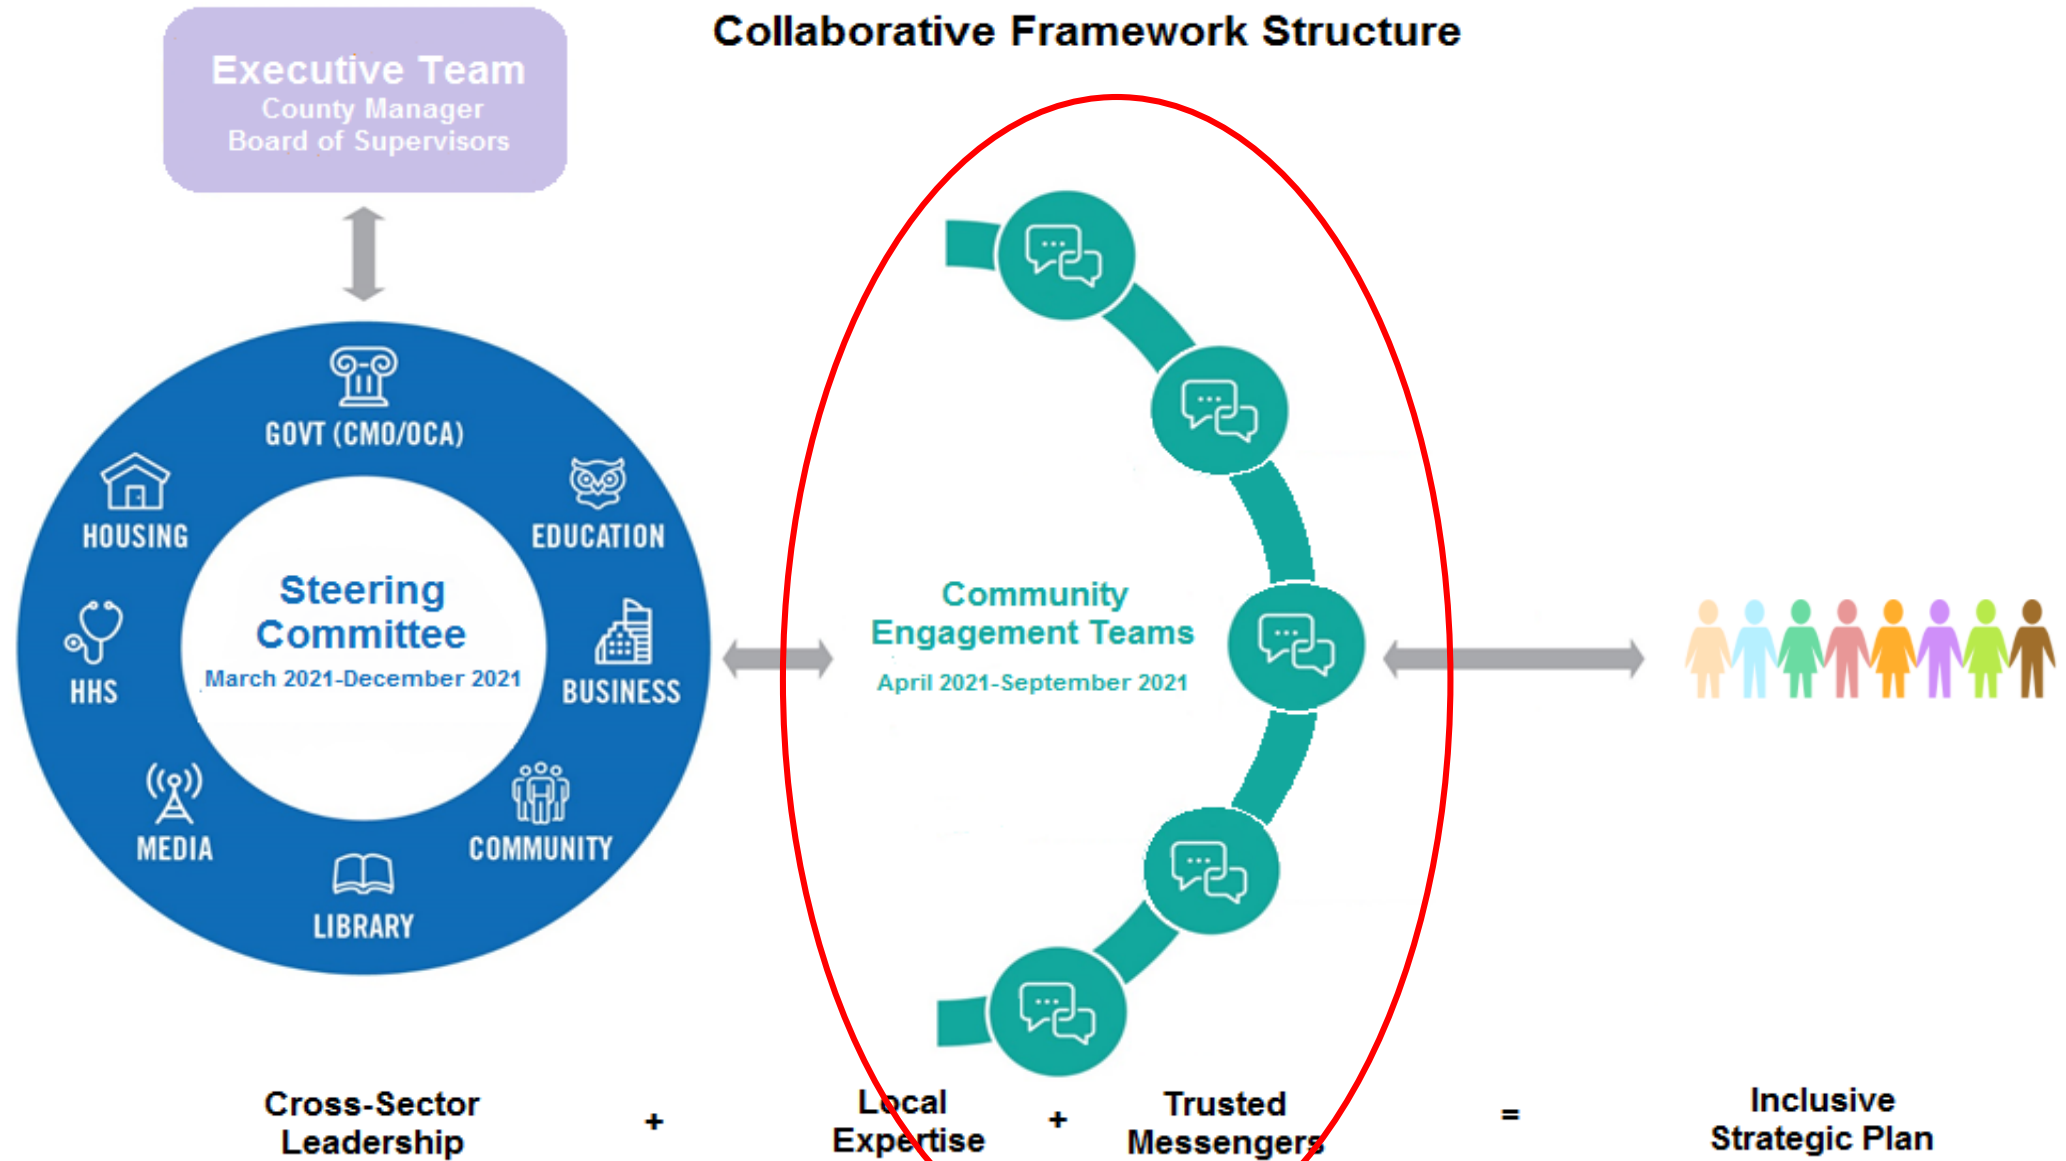 Collaborative Framework Structure
Executive Team
County Manager
Board of Supervisors
GOVT (CMO/OCA)
HOUSING
EDUCATION
Steering
Committee
March 2021-December 2021
HHS
BUSINESS
MEDIA
COMMUNITY
LIBRARY
Community
Engagement Teams
April 2021-September 2021
Cross-Sector
Leadership
+
Local
Expertise
+
Trusted
Messengers
=
Inclusive
Strategic Plan